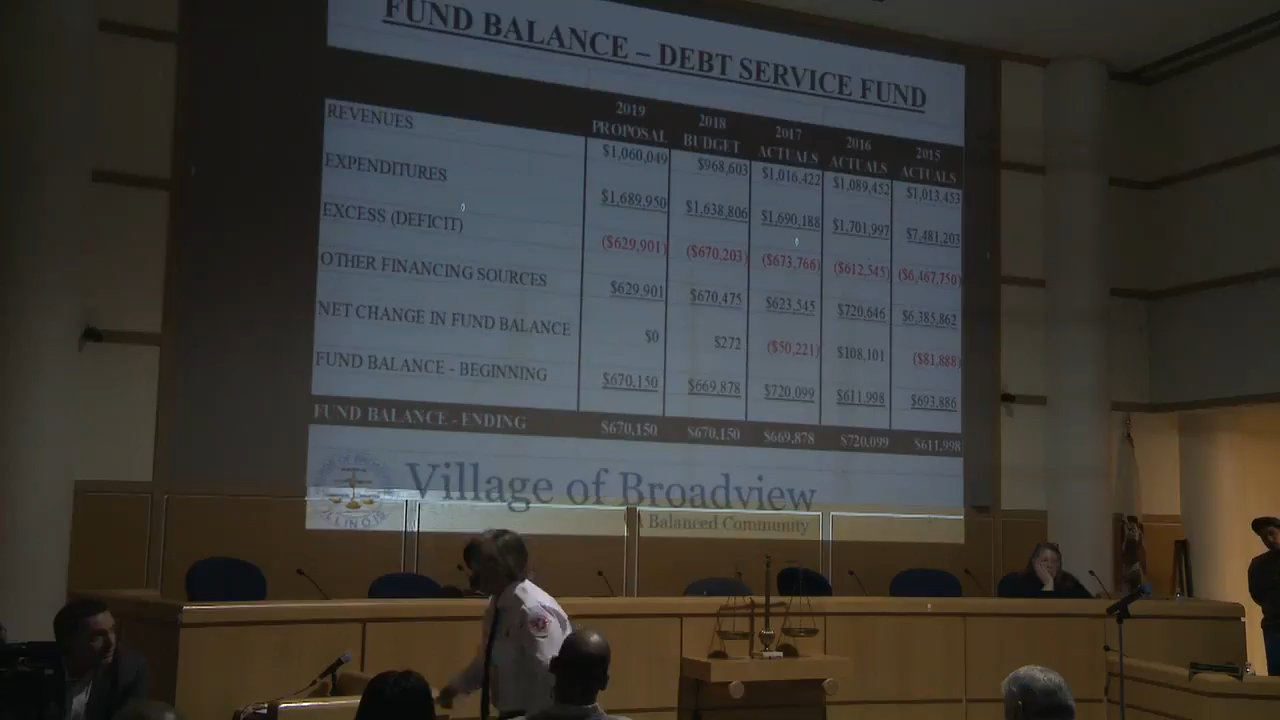 FUND BALANCE – DEBT SERVICE FUND
2019 PROPOSAL 2018 BUDGET 2017 ACTUALS 2016 ACTUALS 2015 ACTUALS
REVENUES $1,060,049 $968,603 $1,016,422 $1,089,452 $1,013,453
EXPENDITURES $1,689,950 $1,638,806 $1,690,188 $1,701,997 $7,481,203
EXCESS (DEFICIT) ($629,901) ($670,203) ($673,766) ($612,545) ($6,467,750)
OTHER FINANCING SOURCES $629,901 $670,475 $623,545 $720,646 $6,385,862
NET CHANGE IN FUND BALANCE $0 $272 ($50,221) $108,101 ($81,888)
FUND BALANCE - BEGINNING $670,150 $669,878 $720,099 $611,998 $693,886
FUND BALANCE - ENDING $670,150 $670,150 $669,878 $720,099 $611,998
Village of Broadview
A Balanced Community
ILLINOIS